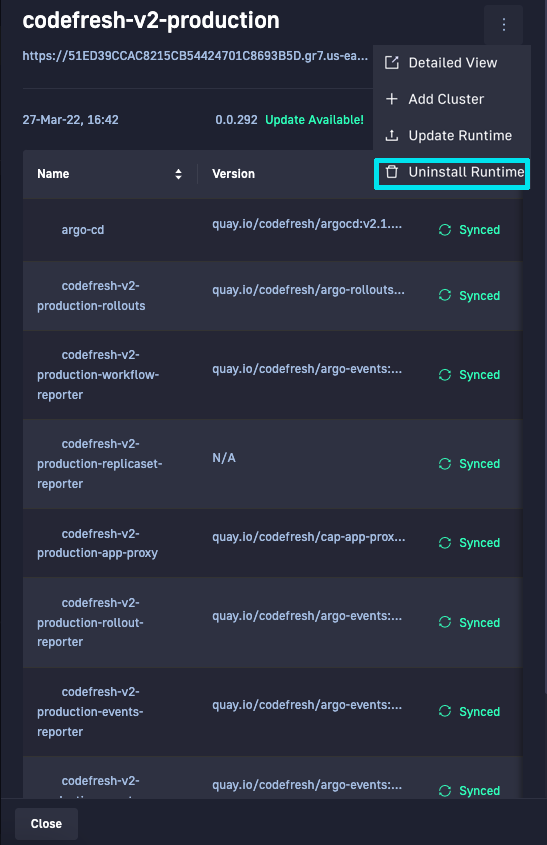 codefresh-v2-production
https://51ED39CCAC8215CB54424701C8693B5D.gr7.us-ea...
Detailed View
Add Cluster
27-Mar-22, 16:42 0.0.292 Update Available!
Update Runtime
Name Version
Uninstall Runtime
argo-cd quay.io/codefresh/argocd:v2.1.... Synced
codefresh-v2-
production-rollouts quay.io/codefresh/argo-rollouts... Synced
codefresh-v2-
production-workflow-
reporter quay.io/codefresh/argo-events:... Synced
codefresh-v2-
production-replicaset-
reporter N/A Synced
codefresh-v2-
production-app-proxy quay.io/codefresh/cap-app-prox... Synced
codefresh-v2-
production-rollout-
reporter quay.io/codefresh/argo-events:... Synced
codefresh-v2-
production-events-
reporter quay.io/codefresh/argo-events:... Synced
codefresh-v2- quay.io/codefresh/argo-events:... Synced
Close